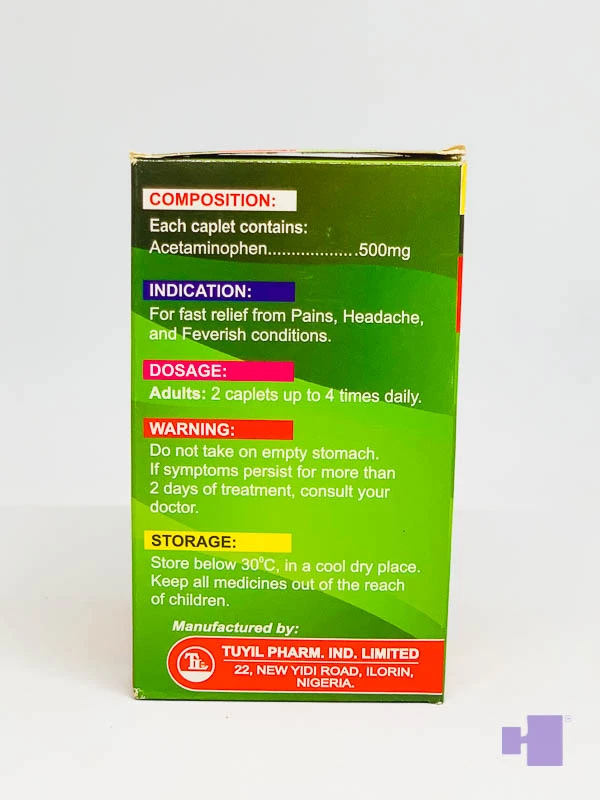 COMPOSITION:
Each caplet contains:
Acetaminophen...................500mg
INDICATION:
For fast relief from Pains, Headache,
and Feverish conditions.
DOSAGE:
Adults: 2 caplets up to 4 times daily.
WARNING:
Do not take on empty stomach.
If symptoms persist for more than
2 days of treatment, consult your
doctor.
STORAGE:
Store below 30⁰C, in a cool dry place.
Keep all medicines out of the reach
of children.
Manufactured by:
TUYIL PHARM. IND. LIMITED
22, NEW YIDI ROAD, ILORIN,
NIGERIA.